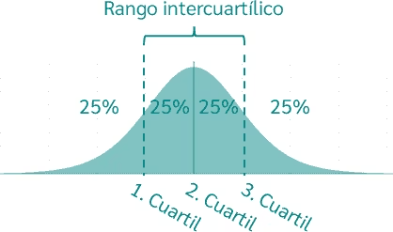 Rango intercuartílico
25% 25% 25% 25%
1. Cuartil
2. Cuartil
3. Cuartil